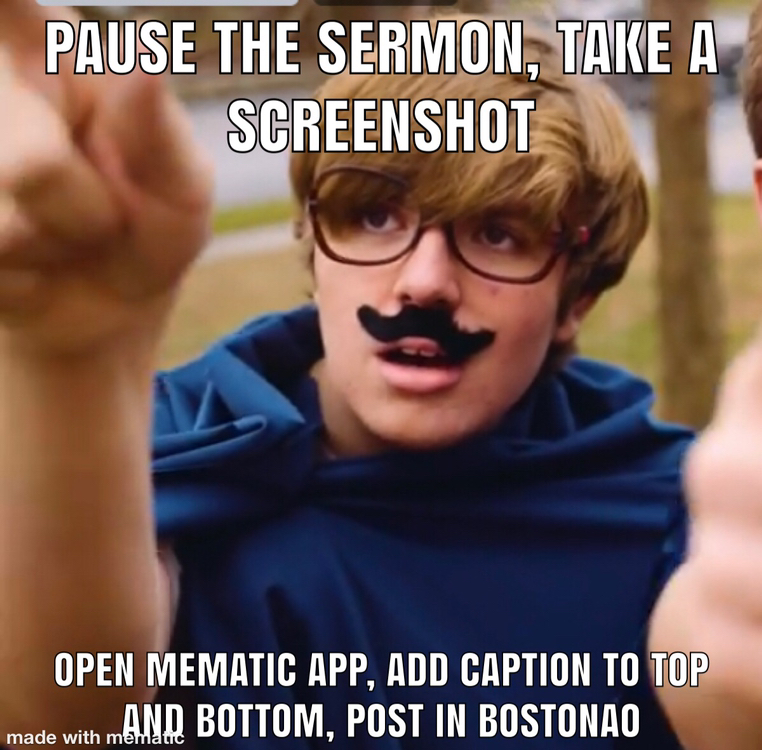 PAUSE THE SERMON, TAKE A
SCREENSHOT
OPEN MEMATIC APP, ADD CAPTION TO TOP
AND BOTTOM, POST IN BOSTONAO
made with mematic